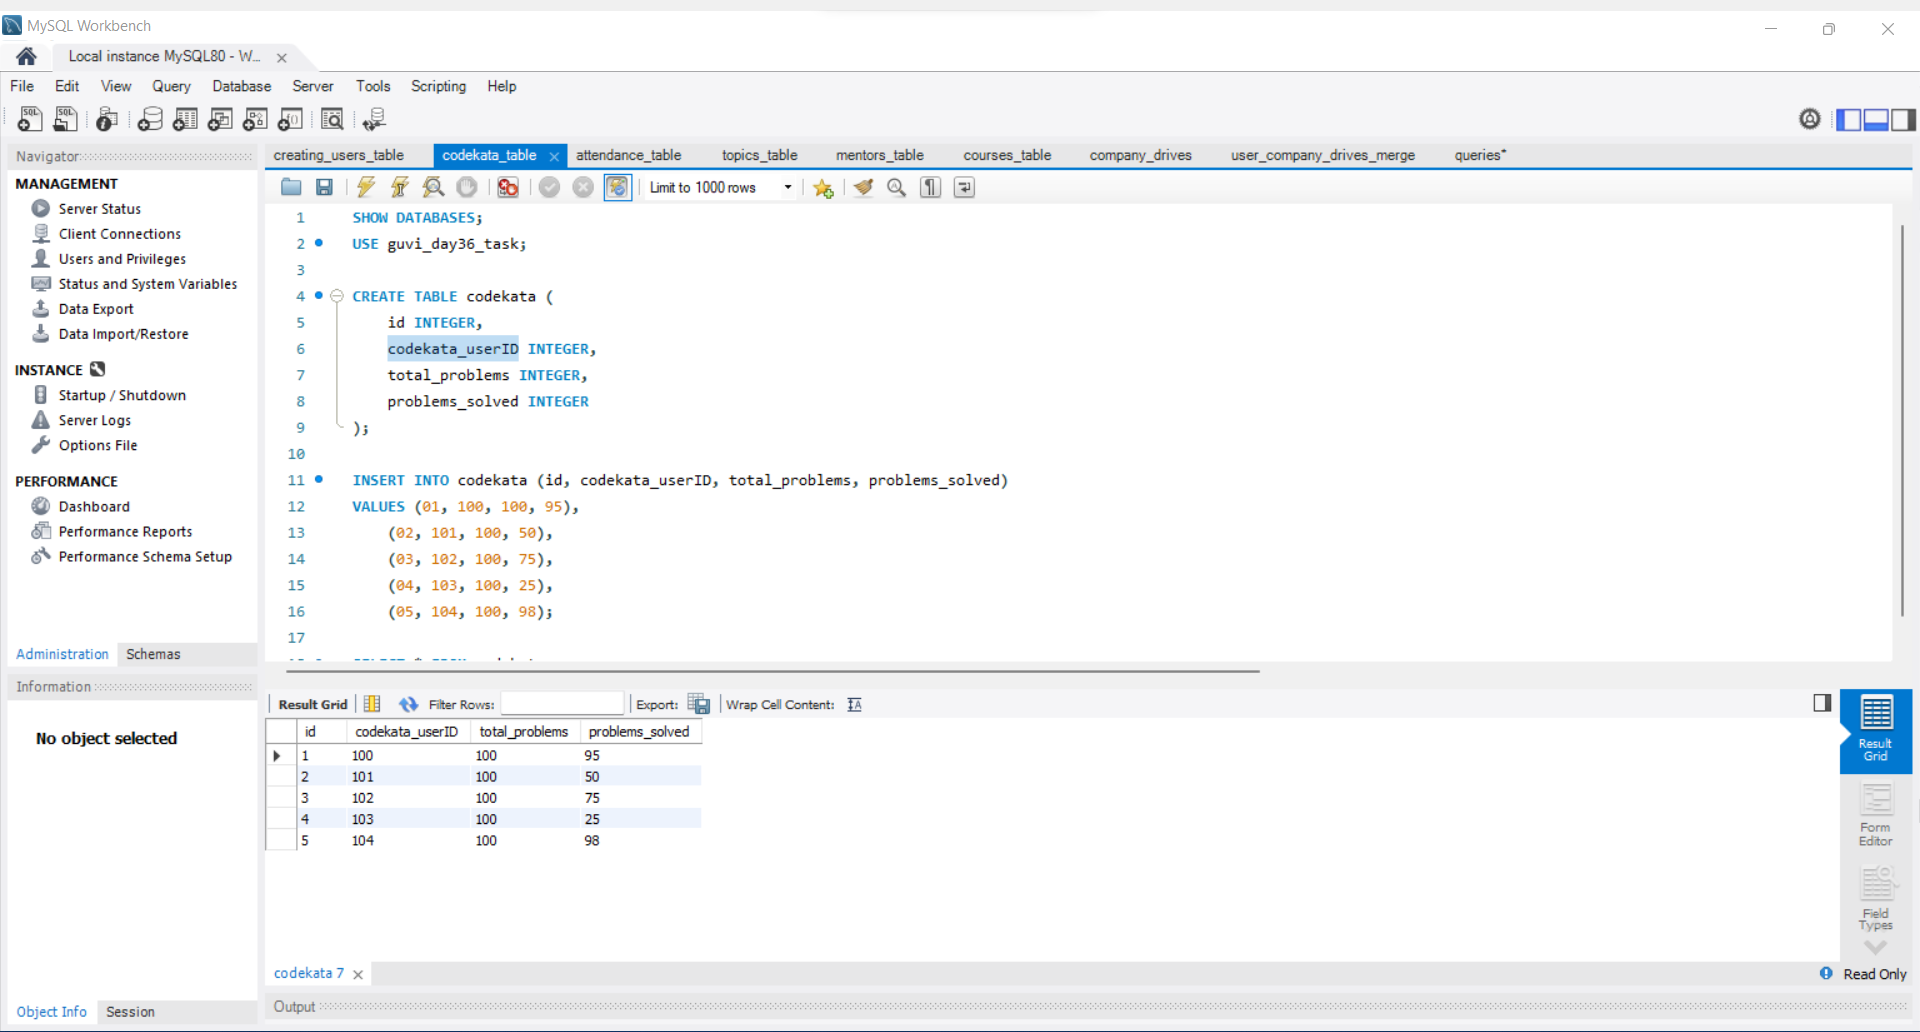 MySQL Workbench
Local instance MySQL80 - W... ×
File Edit View Query Database Server Tools Scripting Help
Navigator
MANAGEMENT
Server Status
Client Connections
Users and Privileges
Status and System Variables
Data Export
Data Import/Restore
INSTANCE
Startup / Shutdown
Server Logs
Options File
PERFORMANCE
Dashboard
Performance Reports
Performance Schema Setup
Administration Schemas
Information
No object selected
Object Info Session
creating_users_table codekata_table × attendance_table topics_table mentors_table courses_table company_drives user_company_drives_merge queries*
Limit to 1000 rows
1 SHOW DATABASES;
2 USE guvi_day36_task;
3
4 CREATE TABLE codekata (
5 id INTEGER,
6 codekata_userID INTEGER,
7 total_problems INTEGER,
8 problems_solved INTEGER
9 );
10
11 INSERT INTO codekata (id, codekata_userID, total_problems, problems_solved)
12 VALUES (01, 100, 100, 95),
13 (02, 101, 100, 50),
14 (03, 102, 100, 75),
15 (04, 103, 100, 25),
16 (05, 104, 100, 98);
17
Result Grid Filter Rows: Export: Wrap Cell Content:
id codekata_userID total_problems problems_solved
1 100 100 95
2 101 100 50
3 102 100 75
4 103 100 25
5 104 100 98
Result
Grid
Form
Editor
Field
Types
codekata 7 ×
Read Only
Output